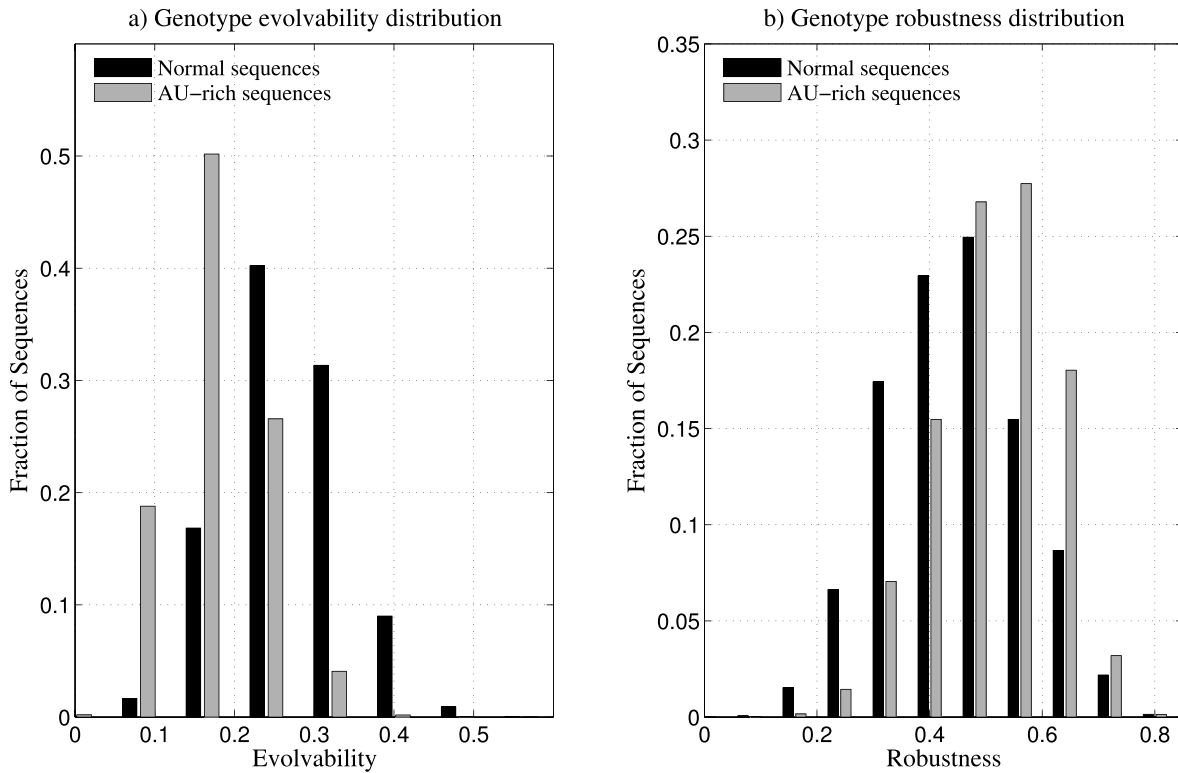 a) Genotype evolvability distribution
Normal sequences
AU−rich sequences
0.5
0.4
0.3
0.2
0.1
0
Fraction of Sequences
0 0.1 0.2 0.3 0.4 0.5
Evolvability
b) Genotype robustness distribution
0.35
Normal sequences
AU−rich sequences
0.3
0.25
0.2
0.15
0.1
0.05
0
Fraction of Sequences
0 0.2 0.4 0.6 0.8
Robustness